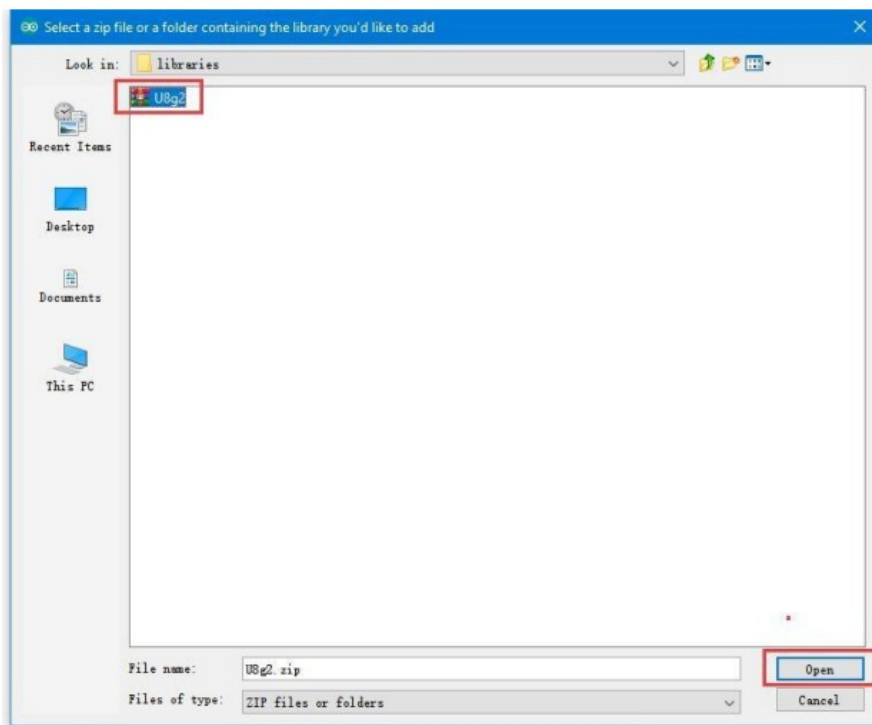 Select a zip file or a folder containing the library you'd like to add
Look in: libraries
U8g2
Recent Items
Desktop
Documents
This PC
File name: U8g2.zip Open
Files of type: ZIP files or folders Cancel